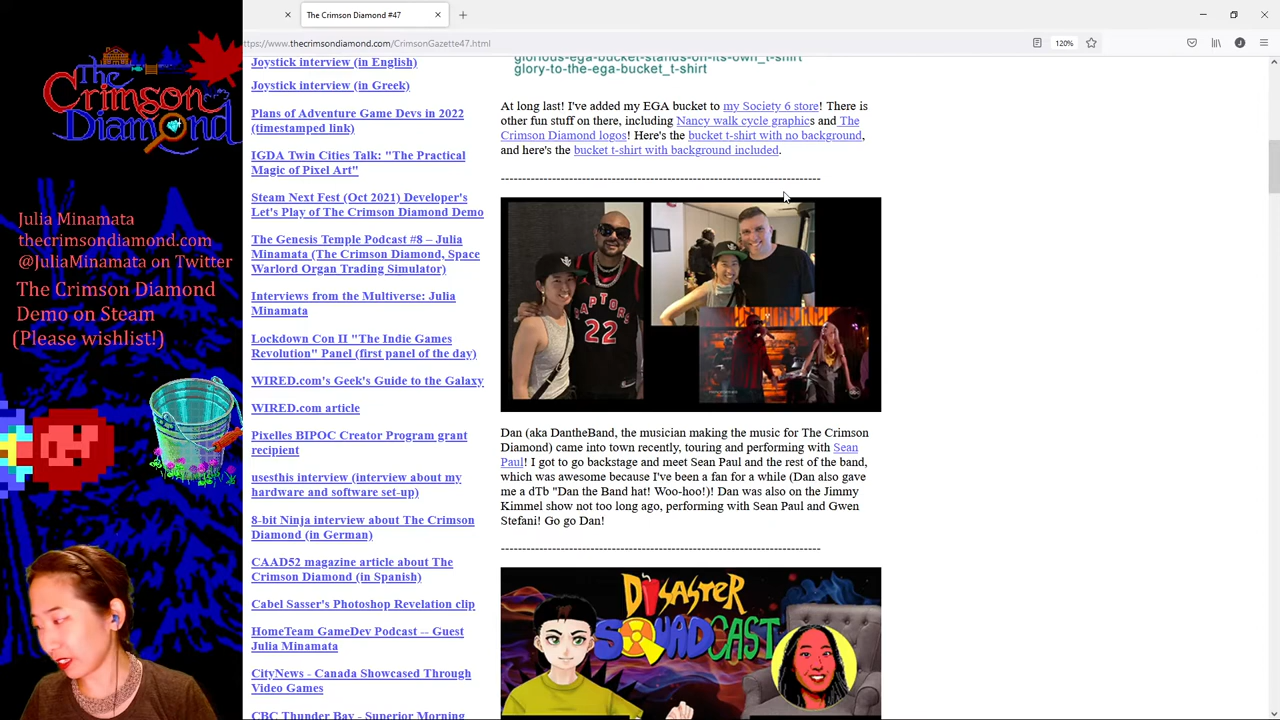 The Crimson Diamond
Julia Minamata
thecrimsondiamond.com
@JuliaMinamata on Twitter
The Crimson Diamond
Demo on Steam
(Please wishlist!)
The Crimson Diamond #47
https://www.thecrimsondiamond.com/CrimsonGazette47.html
120%
Joystick interview (in English)
Joystick interview (in Greek)
Plans of Adventure Game Devs in 2022
(timestamped link)
IGDA Twin Cities Talk: "The Practical
Magic of Pixel Art"
Steam Next Fest (Oct 2021) Developer's
Let's Play of The Crimson Diamond Demo
The Genesis Temple Podcast #8 – Julia
Minamata (The Crimson Diamond, Space
Warlord Organ Trading Simulator)
Interviews from the Multiverse: Julia
Minamata
Lockdown Con II "The Indie Games
Revolution" Panel (first panel of the day)
WIRED.com's Geek's Guide to the Galaxy
WIRED.com article
Pixelles BIPOC Creator Program grant
recipient
usesthis interview (interview about my
hardware and software set-up)
8-bit Ninja interview about The Crimson
Diamond (in German)
CAAD52 magazine article about The
Crimson Diamond (in Spanish)
Cabel Sasser's Photoshop Revelation clip
HomeTeam GameDev Podcast -- Guest
Julia Minamata
CityNews - Canada Showcased Through
Video Games
CBC Thunder Bay - Superior Morning
glorious-ega-bucket-stands-on-its-own_t-shirt
glory-to-the-ega-bucket_t-shirt
At long last! I've added my EGA bucket to my Society 6 store! There is
other fun stuff on there, including Nancy walk cycle graphics and The
Crimson Diamond logos! Here's the bucket t-shirt with no background,
and here's the bucket t-shirt with background included.
--------------------------------------------------------------------------
RAPTORS
22
abc
Dan (aka DantheBand, the musician making the music for The Crimson
Diamond) came into town recently, touring and performing with Sean
Paul! I got to go backstage and meet Sean Paul and the rest of the band,
which was awesome because I've been a fan for a while (Dan also gave
me a dTb "Dan the Band hat! Woo-hoo!)! Dan was also on the Jimmy
Kimmel show not too long ago, performing with Sean Paul and Gwen
Stefani! Go go Dan!
--------------------------------------------------------------------------
DISASTER
SQUADCAST